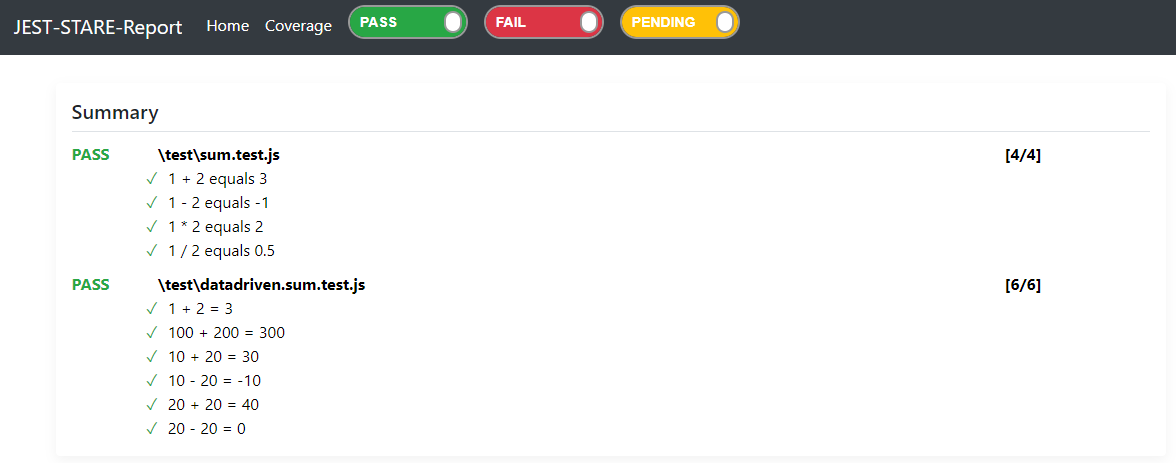 JEST-STARE-Report Home Coverage PASS FAIL PENDING
Summary
PASS \test\sum.test.js [4/4]
✓ 1 + 2 equals 3
✓ 1 - 2 equals -1
✓ 1 * 2 equals 2
✓ 1 / 2 equals 0.5
PASS \test\datadriven.sum.test.js [6/6]
✓ 1 + 2 = 3
✓ 100 + 200 = 300
✓ 10 + 20 = 30
✓ 10 - 20 = -10
✓ 20 + 20 = 40
✓ 20 - 20 = 0